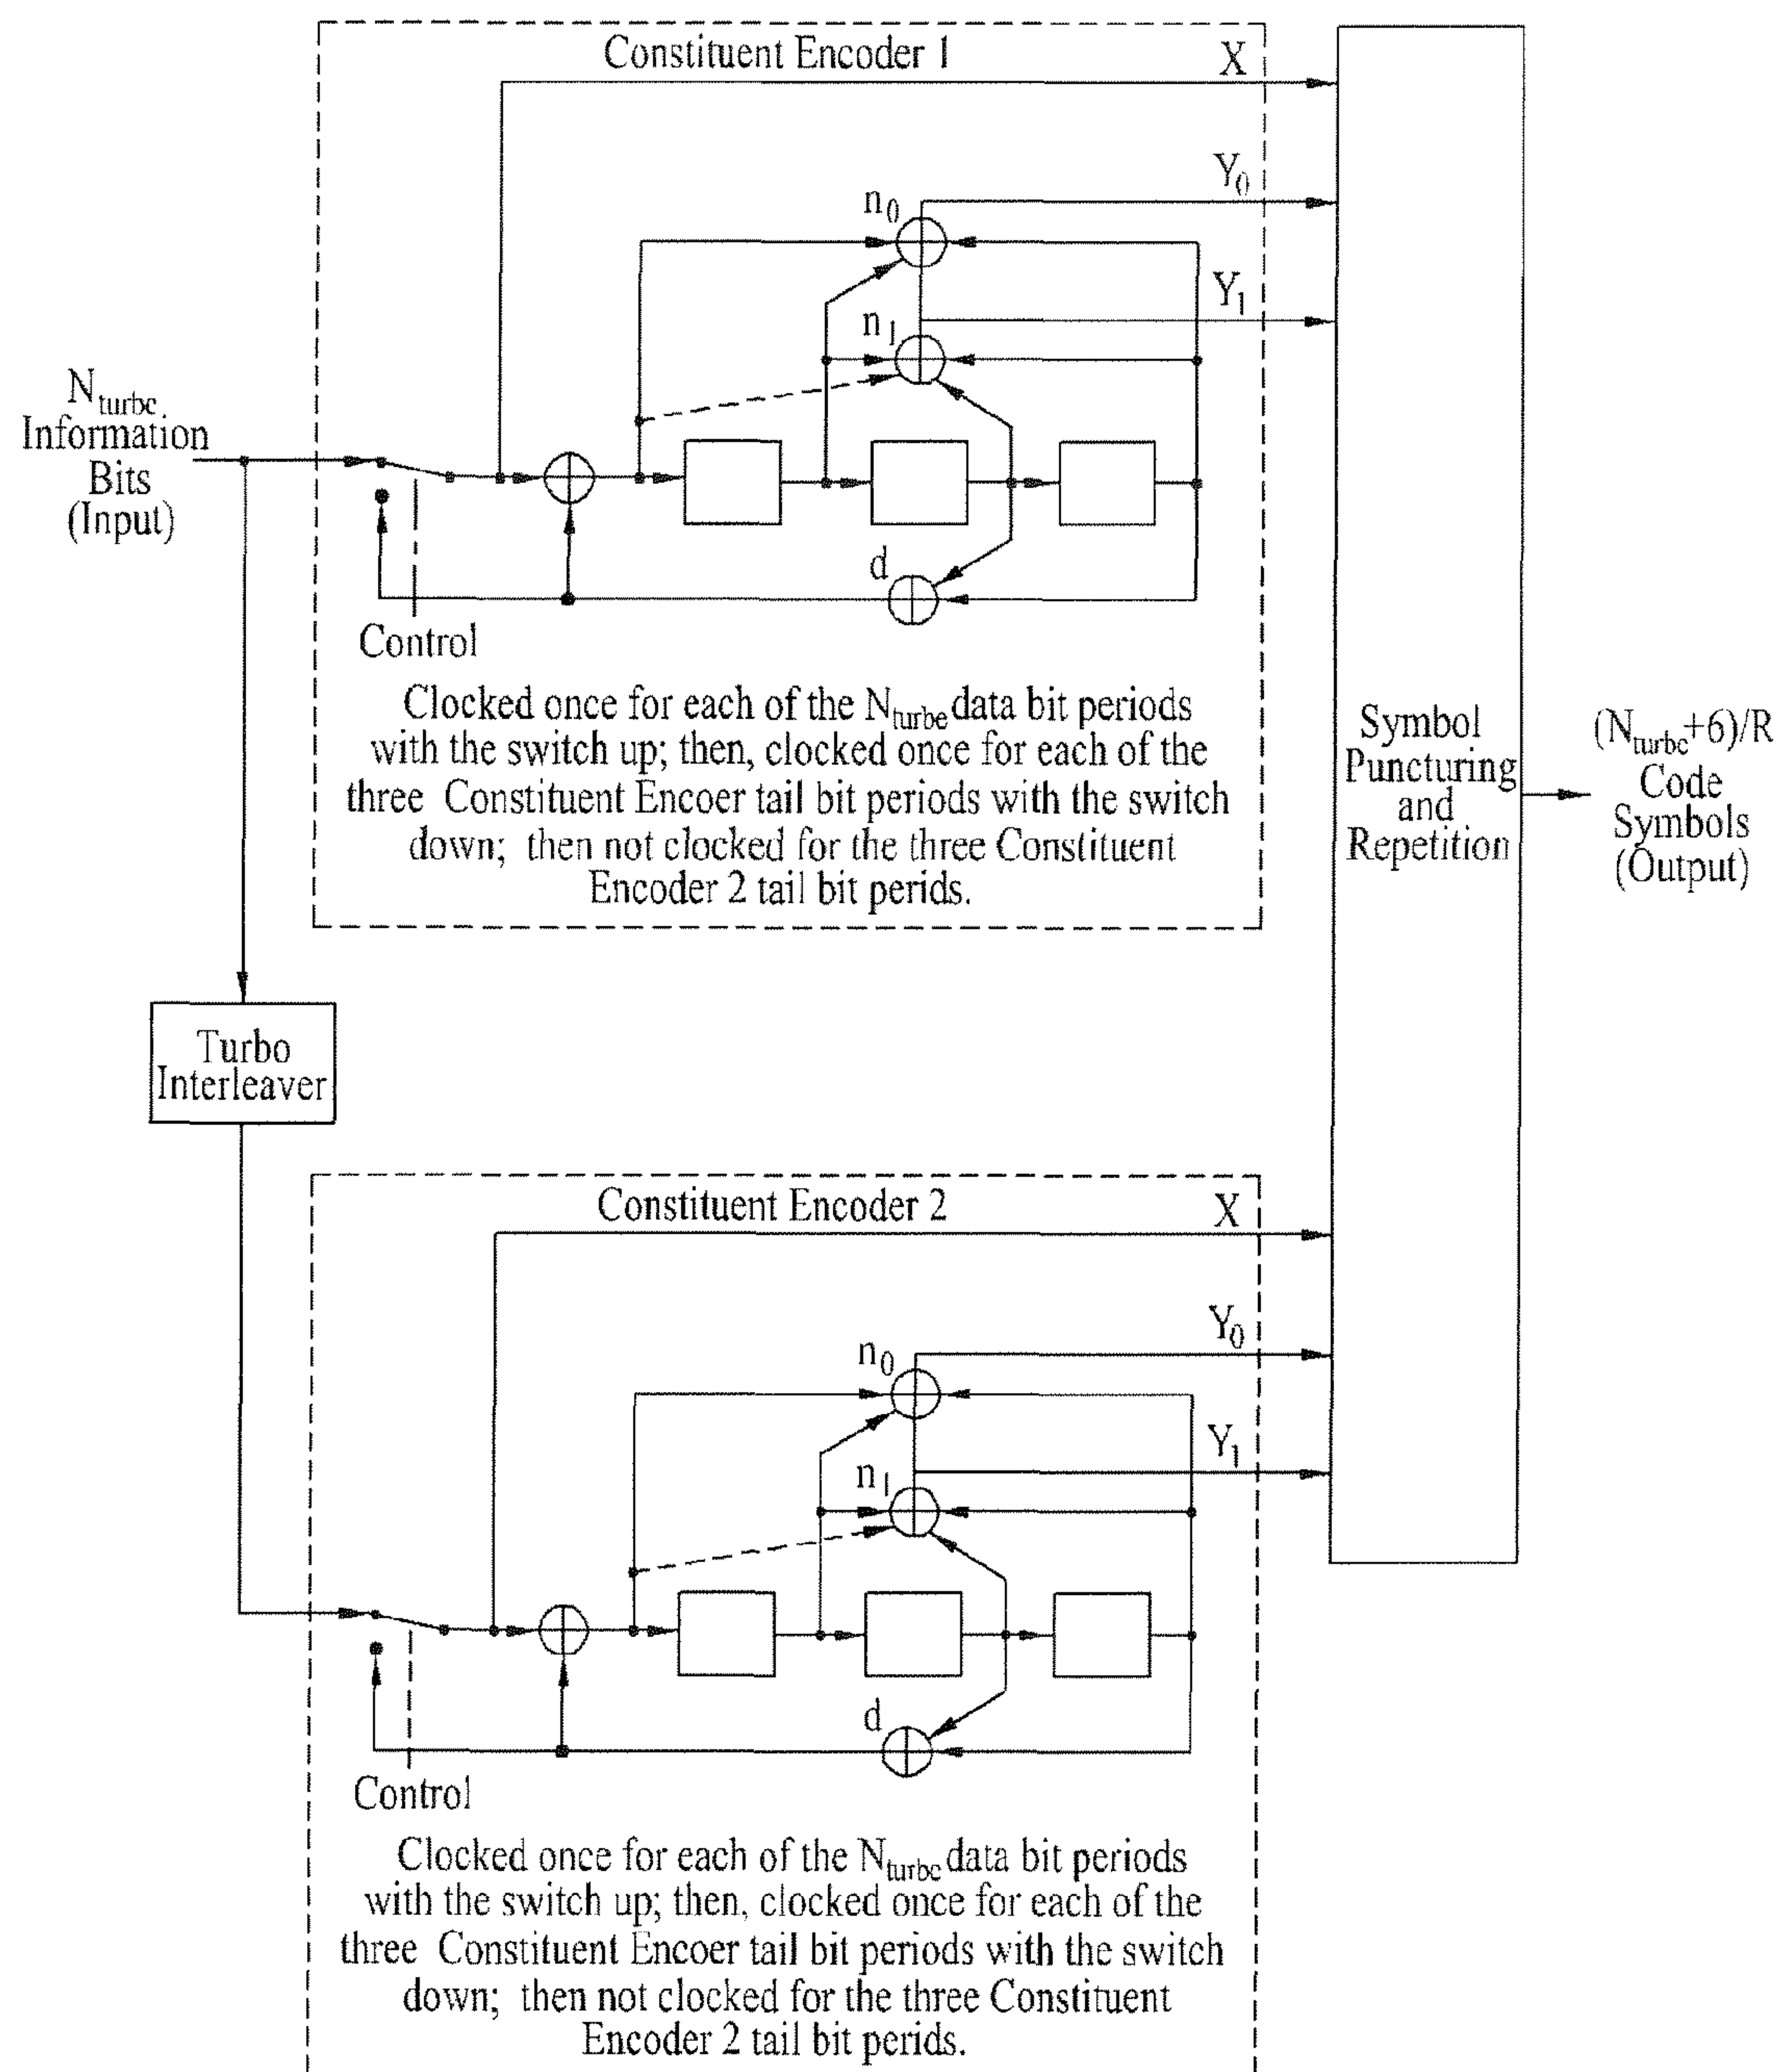 Constituent Encoder 1
X
Y0
n0
Y1
n1
N turbc
Information
Bits
(Input)
d
Control
Clocked once for each of the Nturbe data bit periods
with the switch up; then, clocked once for each of the
three Constituent Encoer tail bit periods with the switch
down; then not clocked for the three Constituent
Encoder 2 tail bit perids.
Symbol
Puncturing
and
Repetition
(Nturbc+6)/R
Code
Symbols
(Output)
Turbo
Interleaver
Constituent Encoder 2
X
Y0
n0
Y1
n1
d
Control
Clocked once for each of the Nturbc data bit periods
with the switch up; then, clocked once for each of the
three Constituent Encoer tail bit periods with the switch
down; then not clocked for the three Constituent
Encoder 2 tail bit perids.